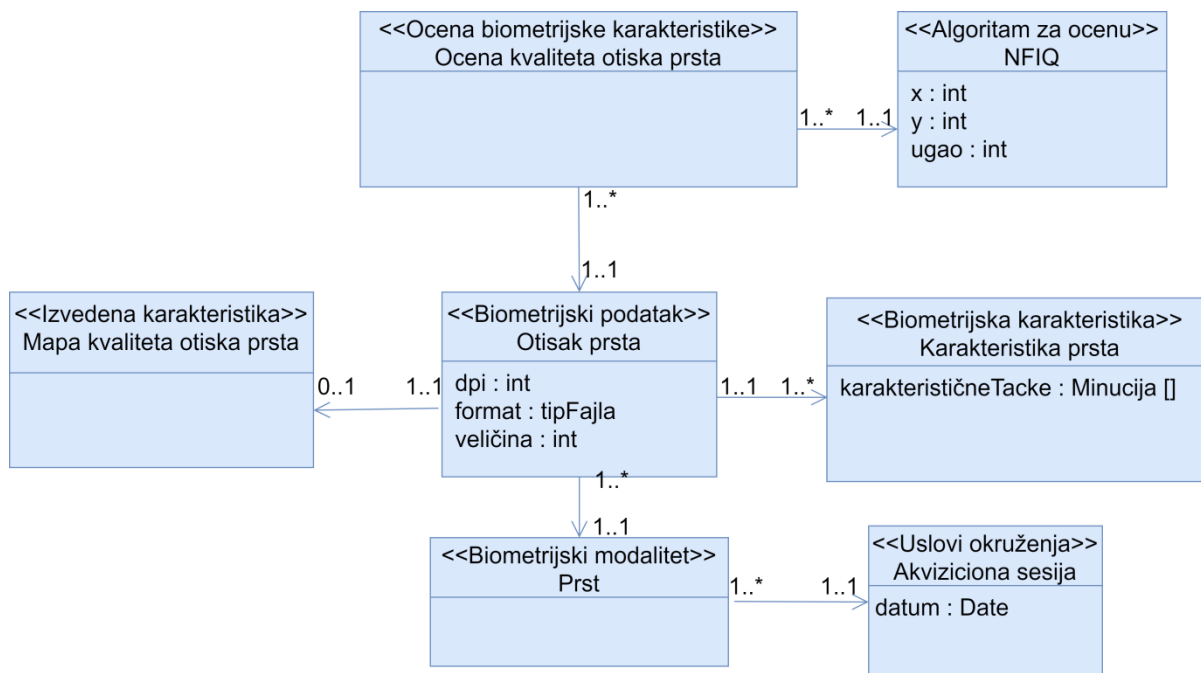 <<Ocena biometrijske karakteristike>>
Ocena kvaliteta otiska prsta
<<Algoritam za ocenu>>
NFIQ
x : int
y : int
ugao : int
1..*
1..1
1..*
1..1
<<Izvedena karakteristika>>
Mapa kvaliteta otiska prsta
0..1
1..1
<<Biometrijski podatak>>
Otisak prsta
dpi : int
format : tipFajla
veličina : int
1..1
1..*
<<Biometrijska karakteristika>>
Karakteristika prsta
karakterističneTacke : Minucija []
1..*
1..1
<<Biometrijski modalitet>>
Prst
1..*
1..1
<<Uslovi okruženja>>
Akviziciona sesija
datum : Date